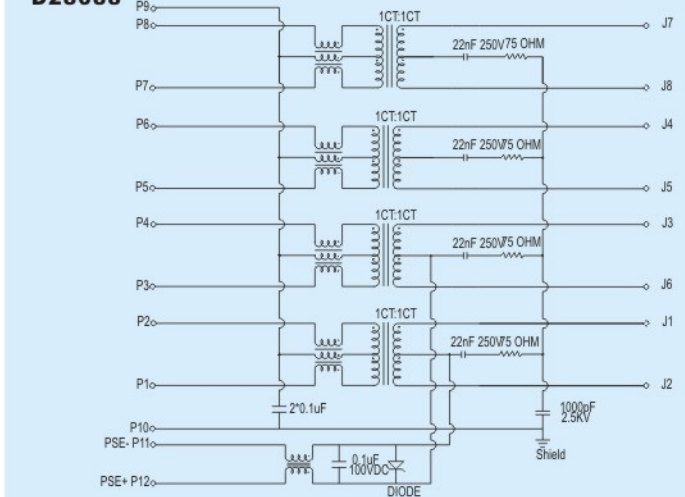 P9
P8
1CT:1CT
J7
22nF 250V 75 OHM
P7
J8
P6
1CT:1CT
J4
22nF 250V 75 OHM
P5
J5
P4
1CT:1CT
J3
22nF 250V 75 OHM
P3
J6
P2
1CT:1CT
J1
22nF 250V 75 OHM
P1
J2
2*0.1uF
1000pF
2.5KV
P10
Shield
PSE- P11
0.1uF
100VDC
PSE+ P12
DIODE